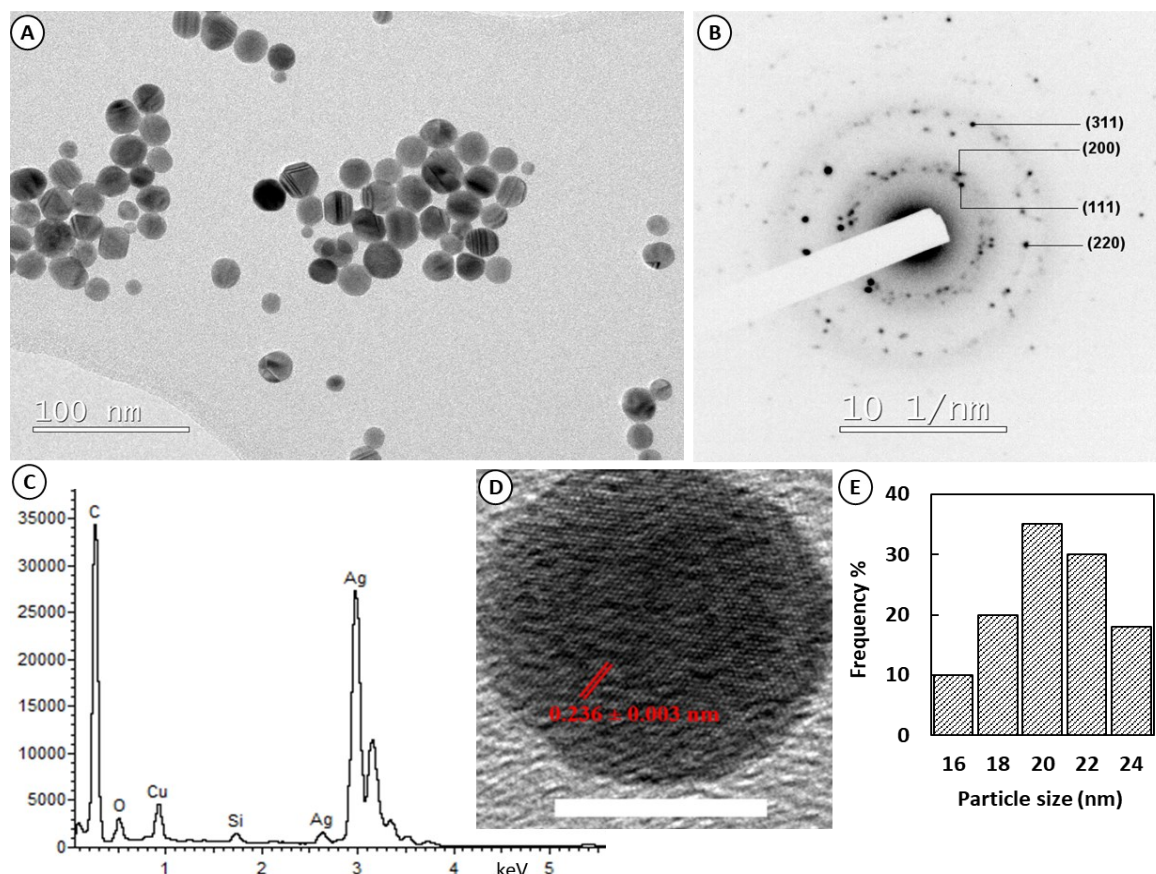 A
100 nm
B
(311)
(200)
(111)
(220)
10 1/nm
C
35000
30000
25000
20000
15000
10000
5000
0
C
O
Cu
Si
Ag
Ag
1
2
3
4
5
keV
D
0.236 ± 0.003 nm
E
Frequency %
40
30
20
10
0
16 18 20 22 24
Particle size (nm)